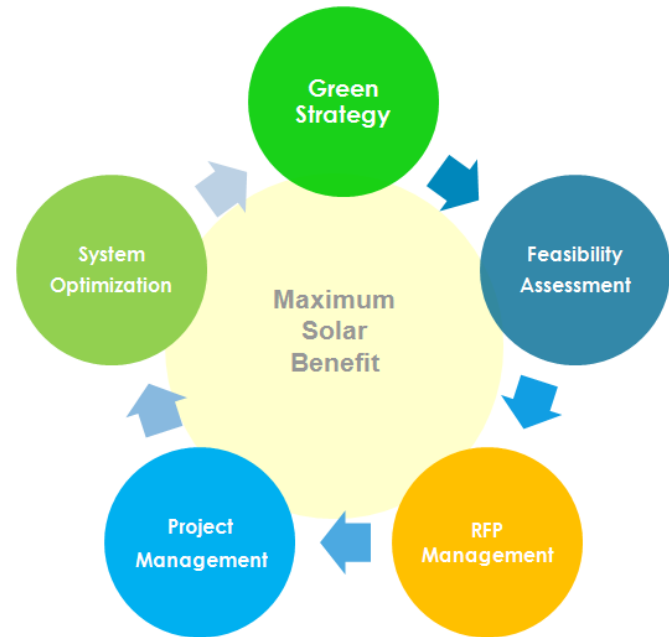 Green
Strategy
Feasibility
Assessment
RFP
Management
Project
Management
System
Optimization
Maximum
Solar
Benefit